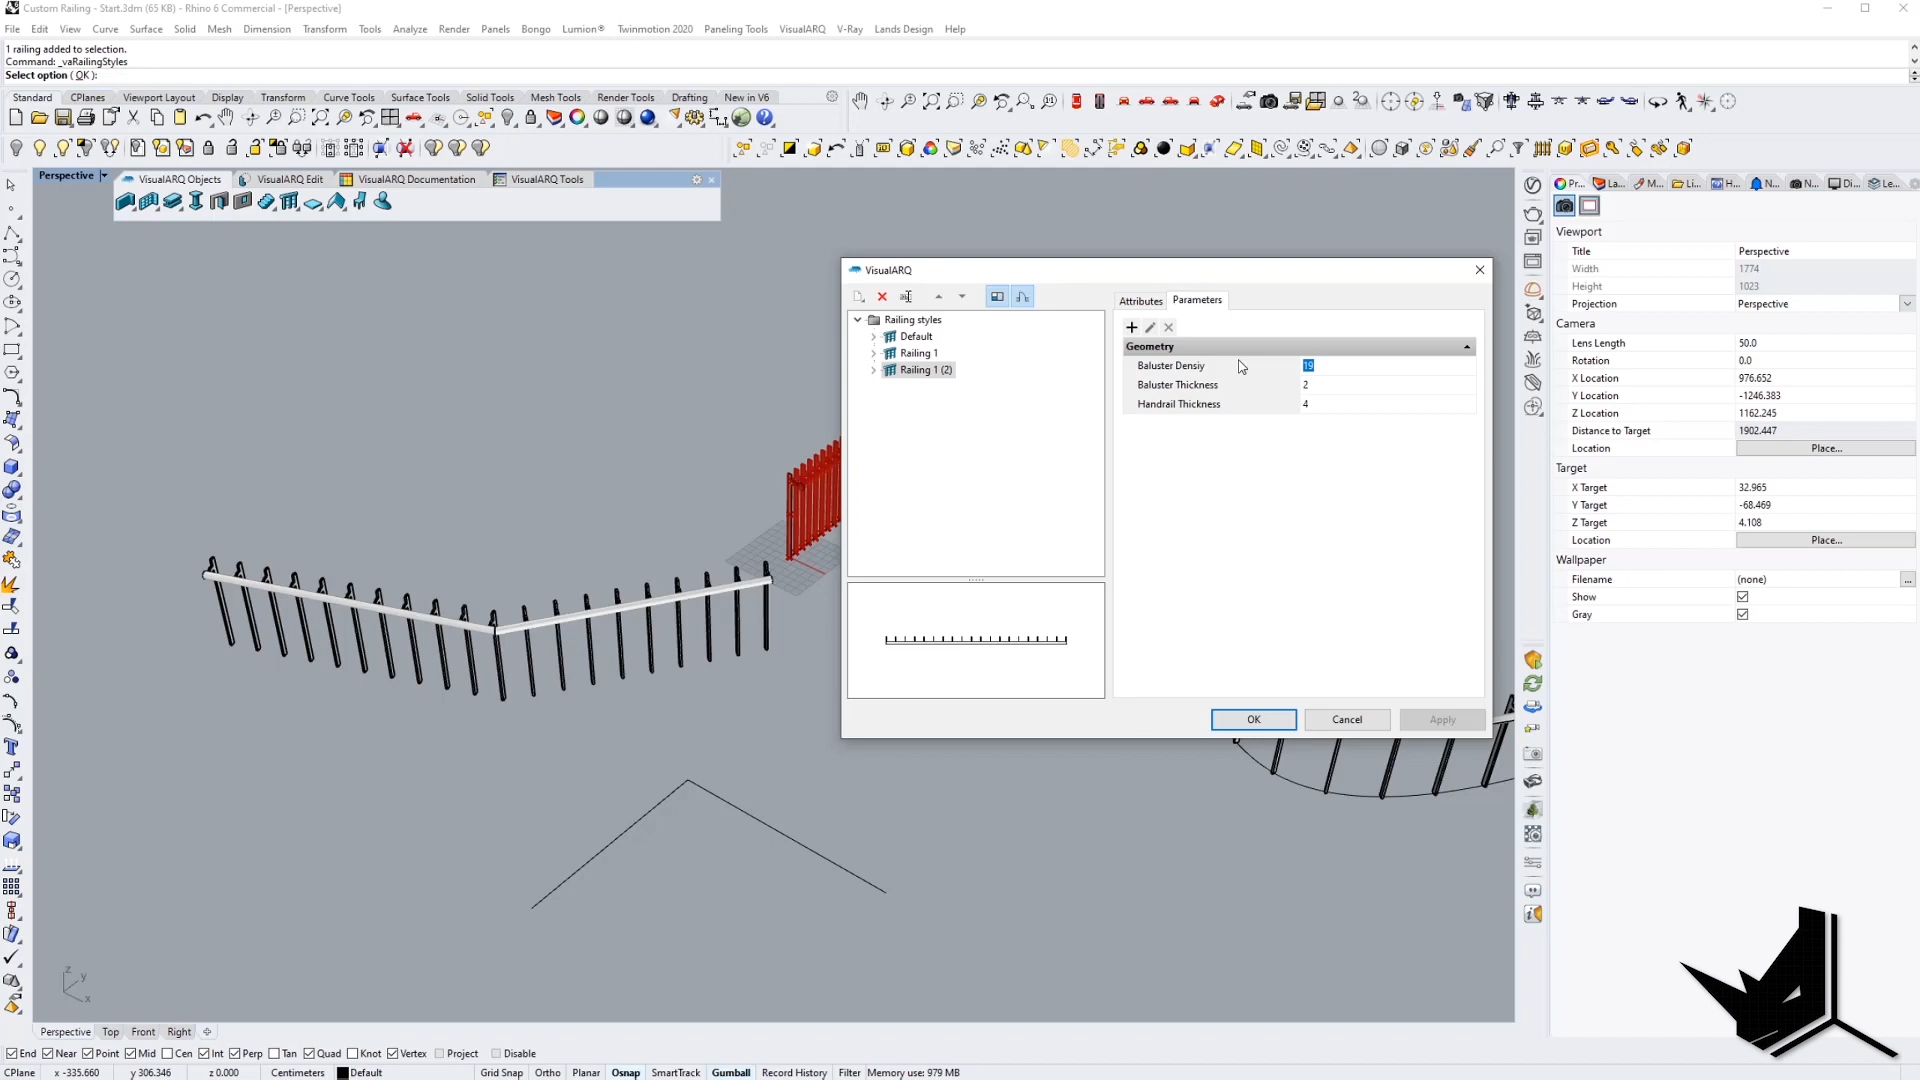 Custom Railing - Start.3dm (65 KB) - Rhino 6 Commercial - [Perspective]
File Edit View Curve Surface Solid Mesh Dimension Transform Tools Analyze Render Panels Bongo Lumion® Twinmotion 2020 Paneling Tools VisualARQ V-Ray Lands Design Help
1 railing added to selection.
Command: _vaRailingStyles
Select option ( OK ):
Standard CPlanes Viewport Layout Display Transform Curve Tools Surface Tools Solid Tools Mesh Tools Render Tools Drafting New in V6
Perspective
VisualARQ Objects VisualARQ Edit VisualARQ Documentation VisualARQ Tools
VisualARQ
Railing styles
Default
Railing 1
Railing 1 (2)
Attributes Parameters
Geometry
Baluster Densiy 19
Baluster Thickness 2
Handrail Thickness 4
OK Cancel Apply
Pr... La... M... Li... H... N... N... Di... Le...
Viewport
Title Perspective
Width 1774
Height 1023
Projection Perspective
Camera
Lens Length 50.0
Rotation 0.0
X Location 976.652
Y Location -1246.383
Z Location 1162.245
Distance to Target 1902.447
Location Place...
Target
X Target 32.965
Y Target -68.469
Z Target 4.108
Location Place...
Wallpaper
Filename (none) ...
Show
Gray
z y
x
Perspective Top Front Right
End Near Point Mid Cen Int Perp Tan Quad Knot Vertex Project Disable
CPlane x -335.660 y 306.346 z 0.000 Centimeters Default Grid Snap Ortho Planar Osnap SmartTrack Gumball Record History Filter Memory use: 979 MB